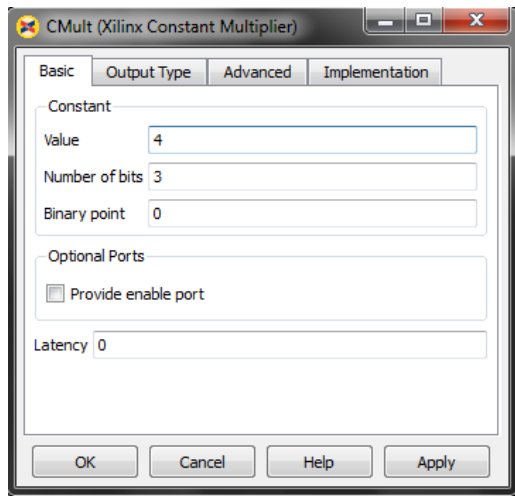 CMult (Xilinx Constant Multiplier)
Basic Output Type Advanced Implementation
Constant
Value 4
Number of bits 3
Binary point 0
Optional Ports
Provide enable port
Latency 0
OK Cancel Help Apply